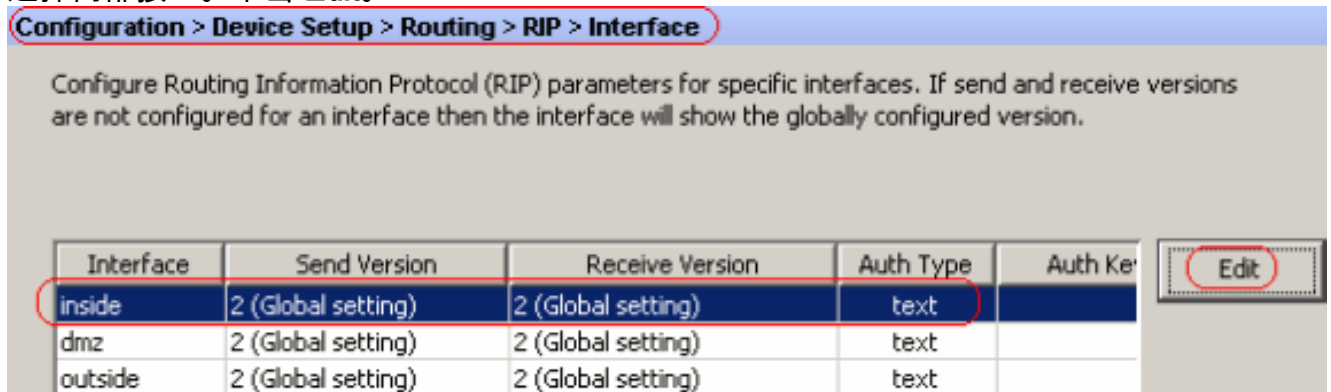 Configuration > Device Setup > Routing > RIP > Interface
Configure Routing Information Protocol (RIP) parameters for specific interfaces. If send and receive versions
are not configured for an interface then the interface will show the globally configured version.
Interface Send Version Receive Version Auth Type Auth Key Edit
inside 2 (Global setting) 2 (Global setting) text
dmz 2 (Global setting) 2 (Global setting) text
outside 2 (Global setting) 2 (Global setting) text